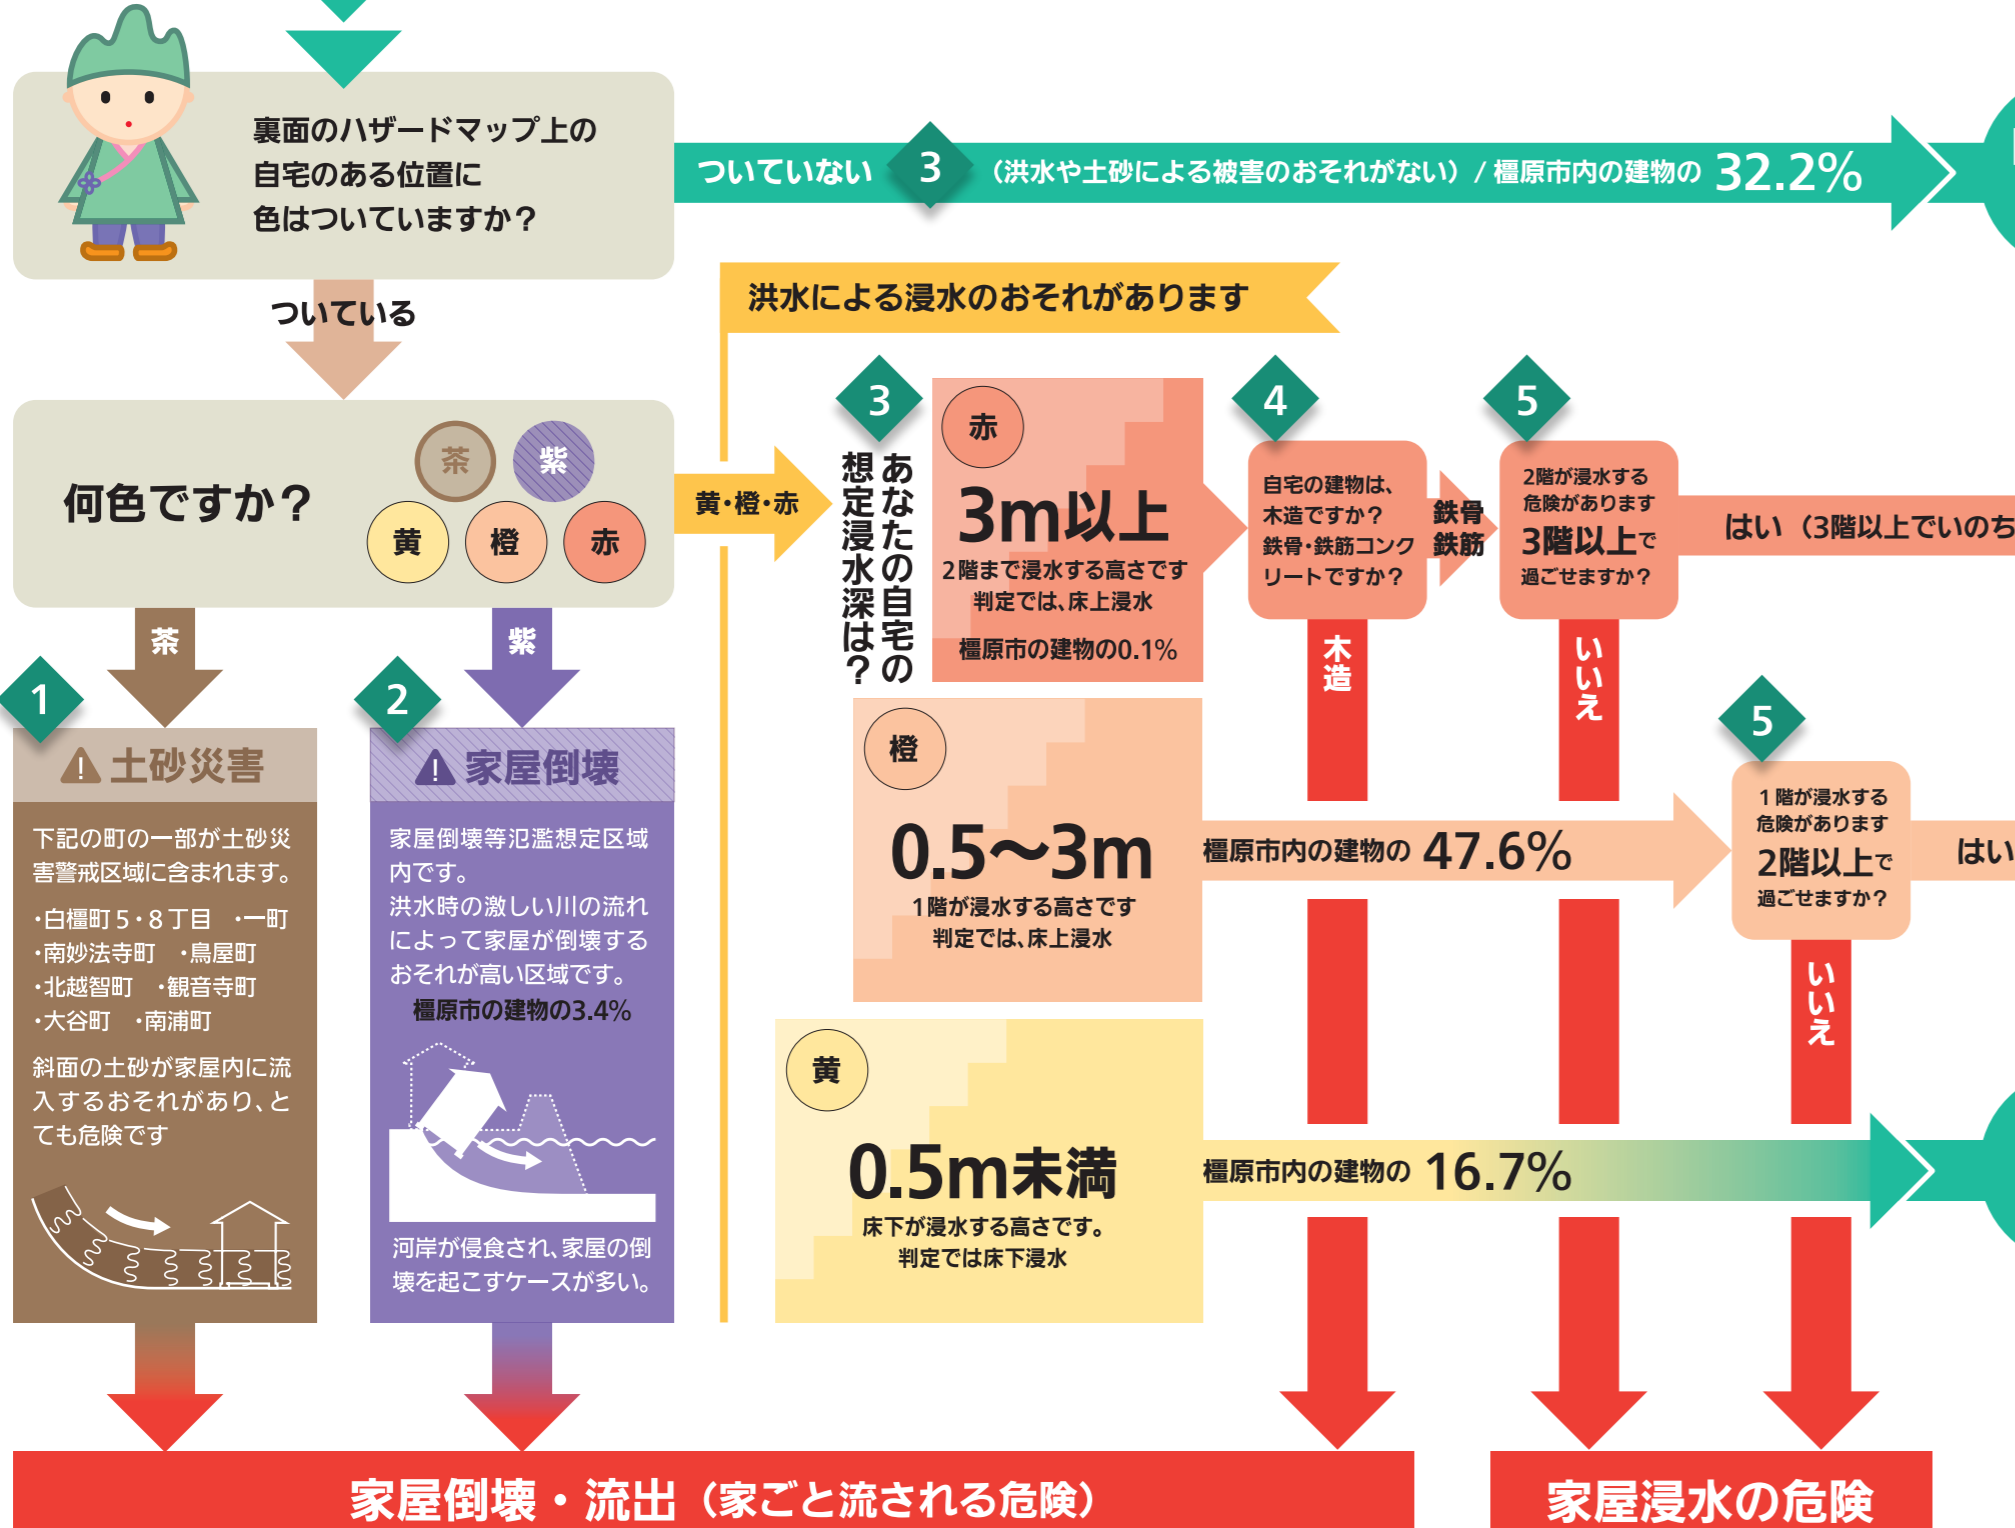 裏面のハザードマップ上の
自宅のある位置に
色はついていますか？
ついていない
3
（洪水や土砂による被害のおそれがない）/ 橿原市内の建物の 32.2%
ついている
何色ですか？
茶
紫
黄
橙
赤
茶
紫
黄・橙・赤
1
土砂災害
下記の町の一部が土砂災
害警戒区域に含まれます。
・白橿町５・８丁目　・一町
・南妙法寺町　・鳥屋町
・北越智町　・観音寺町
・大谷町　・南浦町
斜面の土砂が家屋内に流
入するおそれがあり、と
ても危険です
2
家屋倒壊
家屋倒壊等氾濫想定区域
内です。
洪水時の激しい川の流れ
によって家屋が倒壊する
おそれが高い区域です。
橿原市の建物の3.4%
河岸が侵食され、家屋の倒
壊を起こすケースが多い。
洪水による浸水のおそれがあります
3
あなたの自宅の
想定浸水深は？
赤
3m以上
2階まで浸水する高さです
判定では、床上浸水
橿原市の建物の0.1%
4
自宅の建物は、
木造ですか？
鉄骨・鉄筋コンク
リートですか？
鉄骨
鉄筋
木造
5
2階が浸水する
危険があります
3階以上で
過ごせますか？
はい（3階以上でいのち
いいえ
橙
0.5〜3m
1階が浸水する高さです
判定では、床上浸水
橿原市内の建物の 47.6%
5
1階が浸水する
危険があります
2階以上で
過ごせますか？
はい
いいえ
黄
0.5m未満
床下が浸水する高さです。
判定では床下浸水
橿原市内の建物の 16.7%
家屋倒壊・流出（家ごと流される危険）
家屋浸水の危険